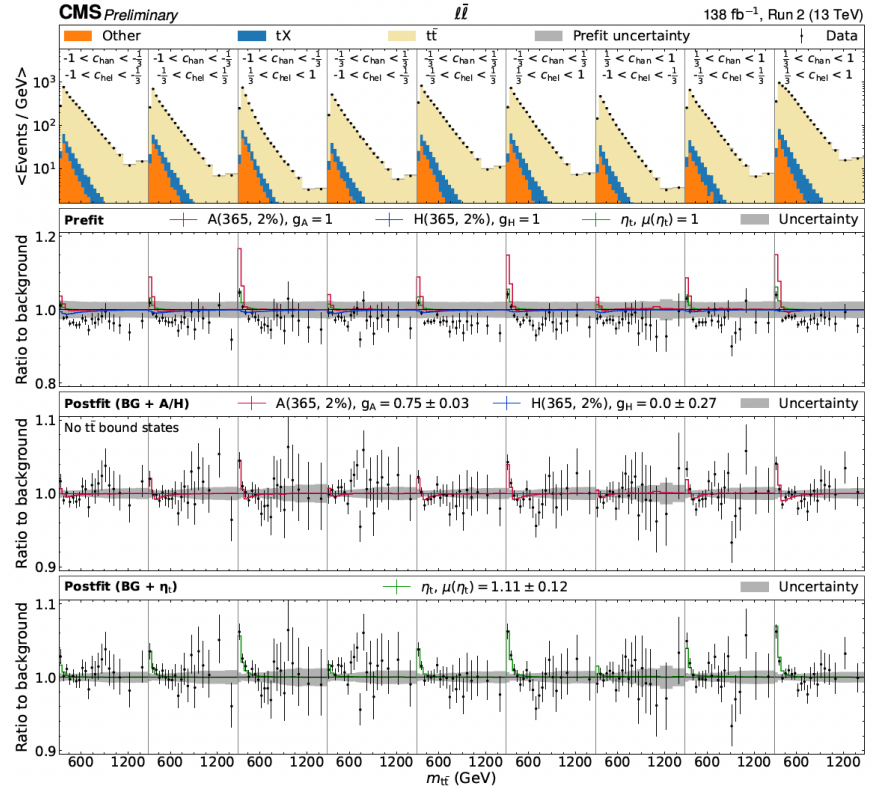 CMS Preliminary ℓℓ̄ 138 fb⁻¹, Run 2 (13 TeV)
Other tX tt̄ Prefit uncertainty Data
-1 < c_han < -1/3 -1 < c_han < -1/3 -1 < c_han < -1/3 -1/3 < c_han < 1/3 -1/3 < c_han < 1/3 -1/3 < c_han < 1/3 1/3 < c_han < 1 1/3 < c_han < 1 1/3 < c_han < 1
-1 < c_hel < -1/3 -1/3 < c_hel < 1/3 1/3 < c_hel < 1 -1 < c_hel < -1/3 -1/3 < c_hel < 1/3 1/3 < c_hel < 1 -1 < c_hel < -1/3 -1/3 < c_hel < 1/3 1/3 < c_hel < 1
<Events / GeV>
10³
10²
10¹
Prefit A(365, 2%), g_A = 1 H(365, 2%), g_H = 1 η_t, μ(η_t) = 1 Uncertainty
Ratio to background
1.2
1.0
0.8
Postfit (BG + A/H) A(365, 2%), g_A = 0.75 ± 0.03 H(365, 2%), g_H = 0.0 ± 0.27 Uncertainty
No tt̄ bound states
Ratio to background
1.1
1.0
0.9
Postfit (BG + η_t) η_t, μ(η_t) = 1.11 ± 0.12 Uncertainty
Ratio to background
1.1
1.0
0.9
600 1200 600 1200 600 1200 600 1200 600 1200 600 1200 600 1200 600 1200 600 1200
m_tt̄ (GeV)